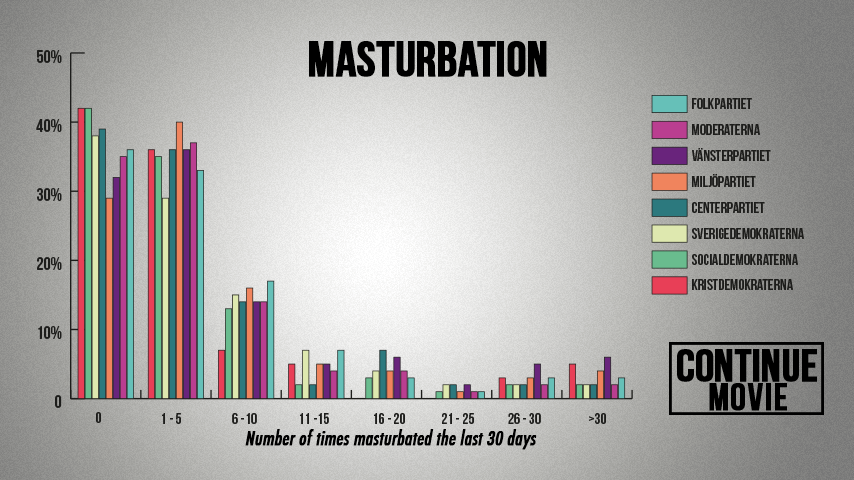 MASTURBATION
50%
40%
30%
20%
10%
0
0
1 - 5
6 - 10
11 -15
16 - 20
21 - 25
26 - 30
>30
Number of times masturbated the last 30 days
FOLKPARTIET
MODERATERNA
VÄNSTERPARTIET
MILJÖPARTIET
CENTERPARTIET
SVERIGEDEMOKRATERNA
SOCIALDEMOKRATERNA
KRISTDEMOKRATERNA
CONTINUE
MOVIE